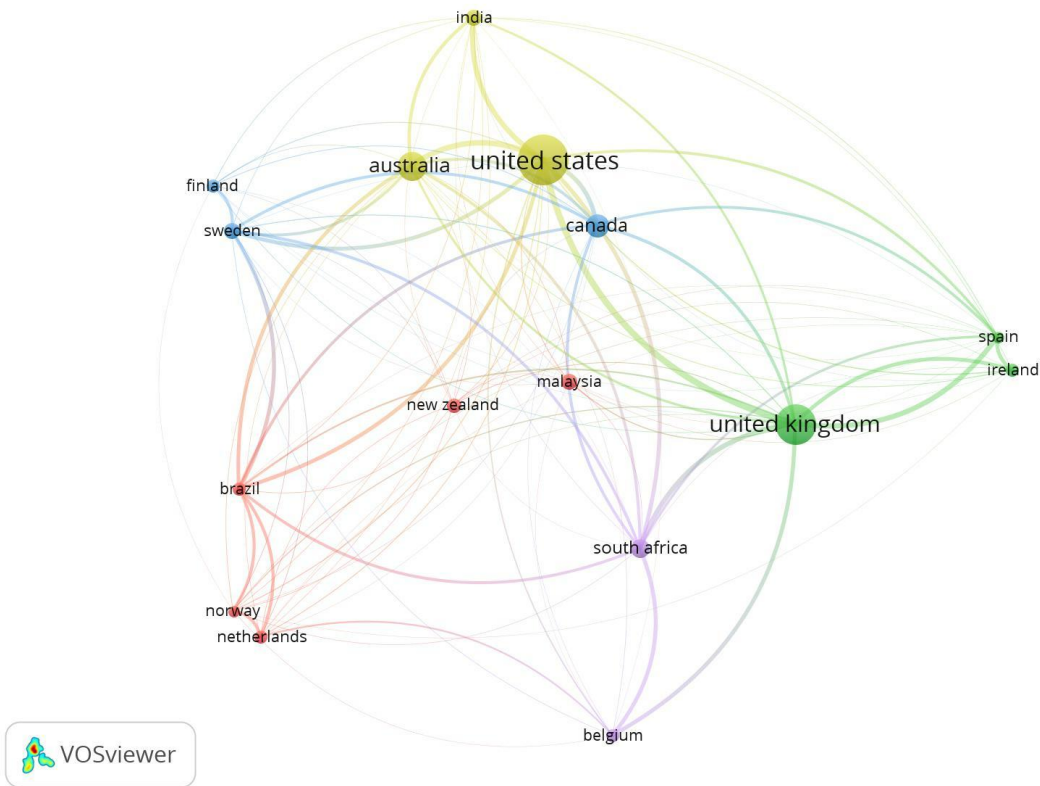 india
united states
australia
finland
canada
sweden
spain
ireland
malaysia
new zealand
united kingdom
brazil
south africa
norway
netherlands
belgium
VOSviewer